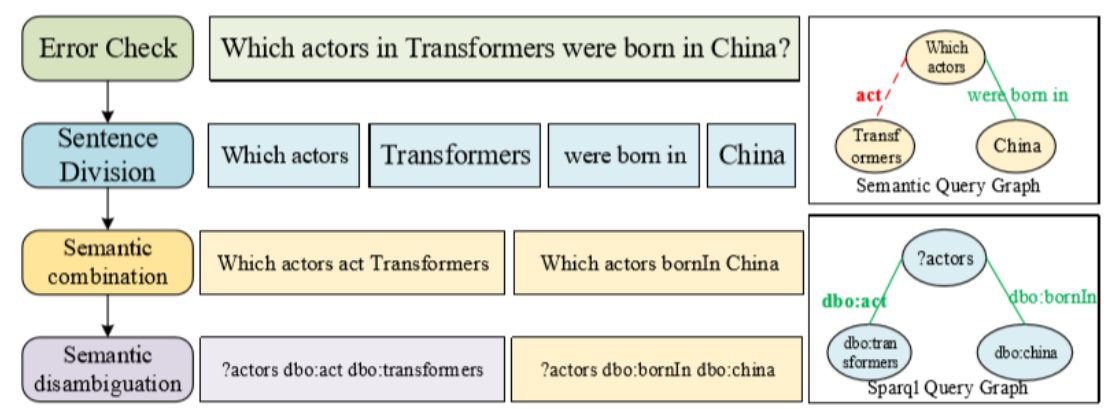 Error Check
Which actors in Transformers were born in China?
Sentence
Division
Which actors
Transformers
were born in
China
Semantic
combination
Which actors act Transformers
Which actors bornIn China
Semantic
disambiguation
?actors dbo:act dbo:transformers
?actors dbo:bornIn dbo:china
Which
actors
act
were born in
Transf
ormers
China
Semantic Query Graph
?actors
dbo:act
dbo:bornIn
dbo:tran
sformers
dbo:china
Sparql Query Graph